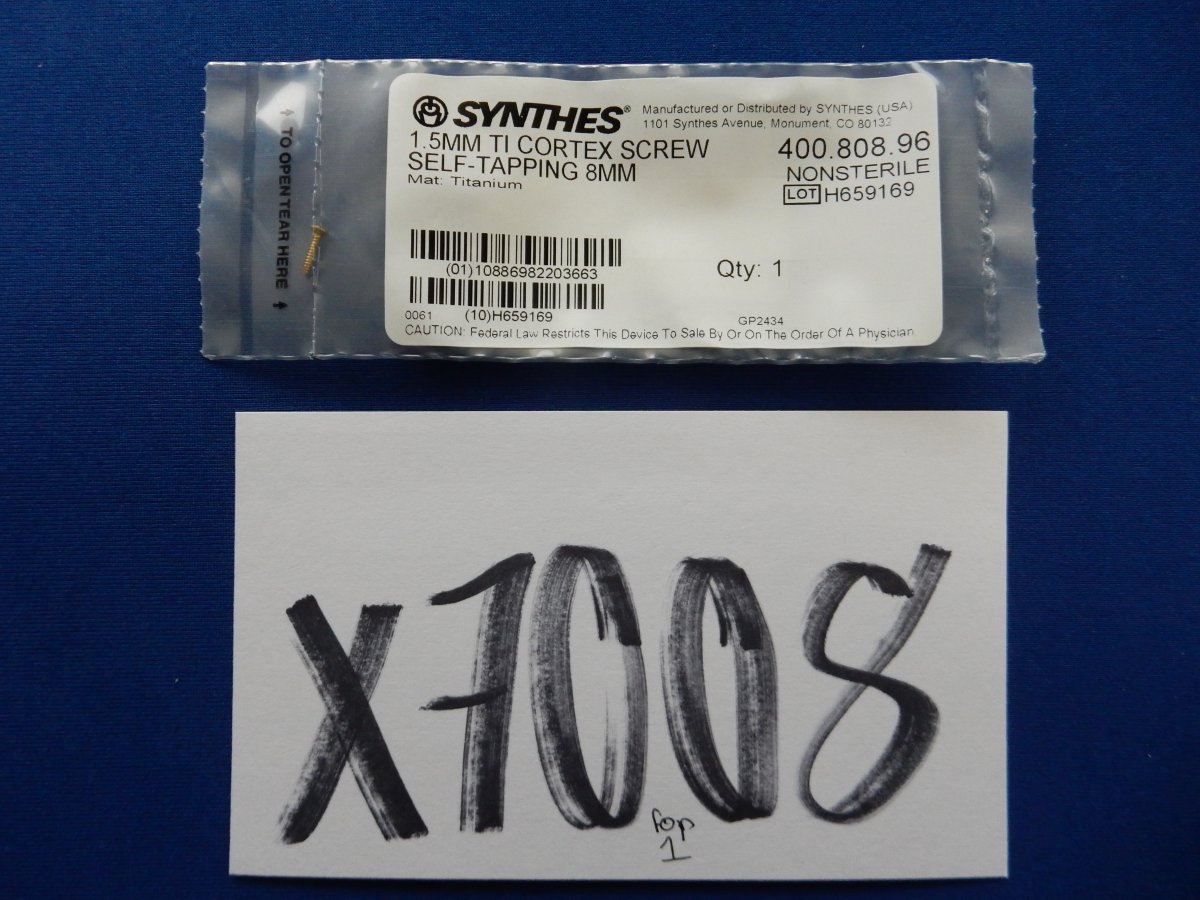 ↑ TO OPEN TEAR HERE ↑
SYNTHES®
Manufactured or Distributed by SYNTHES (USA)
1101 Synthes Avenue, Monument, CO 80132
1.5MM TI CORTEX SCREW
SELF-TAPPING 8MM
Mat: Titanium
400.808.96
NONSTERILE
LOT H659169
(01)10886982203663
Qty: 1
0061
(10)H659169
GP2434
CAUTION: Federal Law Restricts This Device To Sale By Or On The Order Of A Physician.
X7008
for
1